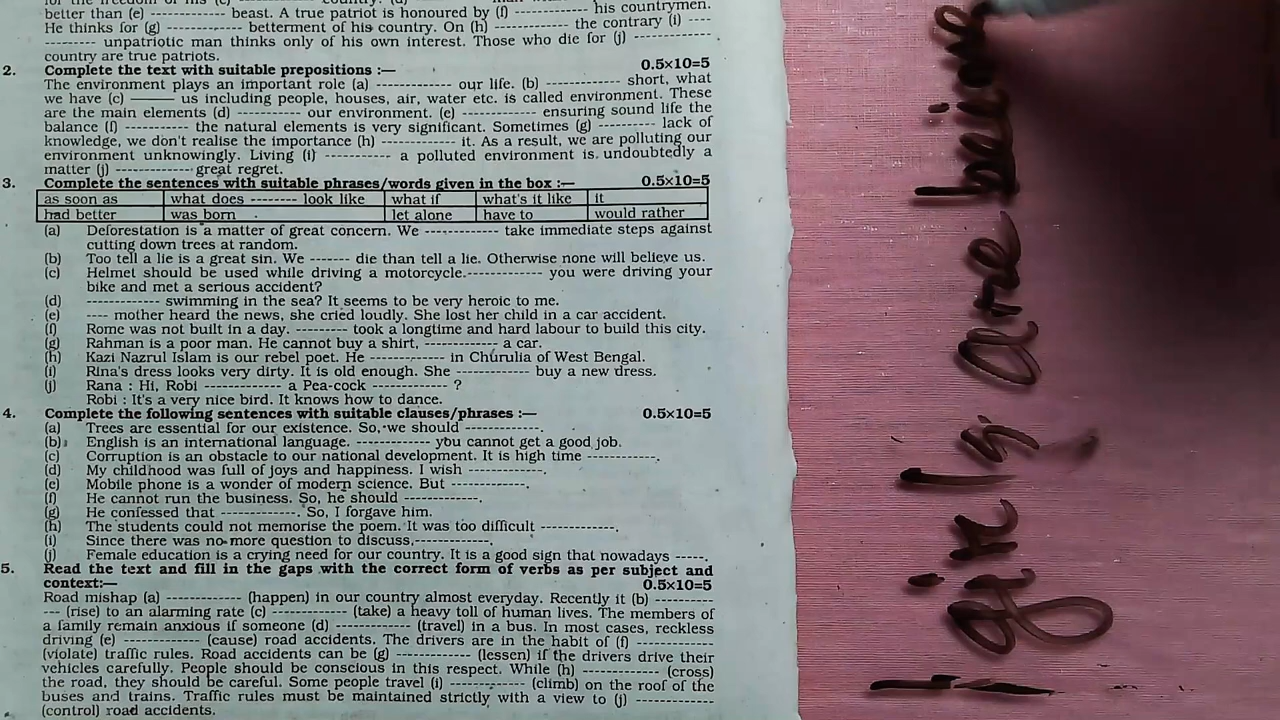 better than (e) ------------ beast. A true patriot is honoured by (f) ------------ his countrymen.
He thinks for (g) ------------ betterment of his country. On (h) ------------ the contrary (i) ----
--------- unpatriotic man thinks only of his own interest. Those who die for (j) -------------
country are true patriots.
2. Complete the text with suitable prepositions :— 0.5×10=5
The environment plays an important role (a) ------------ our life. (b) ------------ short, what
we have (c) ------ us including people, houses, air, water etc. is called environment. These
are the main elements (d) ---------- our environment. (e) ------------ ensuring sound life the
balance (f) ----------- the natural elements is very significant. Sometimes (g) ---------- lack of
knowledge, we don't realise the importance (h) ------------- it. As a result, we are polluting our
environment unknowingly. Living (i) ----------- a polluted environment is undoubtedly a
matter (j) ------------- great regret.
3. Complete the sentences with suitable phrases/words given in the box :— 0.5×10=5
as soon as what does -------- look like what if what's it like it
had better was born let alone have to would rather
(a) Deforestation is a matter of great concern. We ------------ take immediate steps against
cutting down trees at random.
(b) Too tell a lie is a great sin. We ------- die than tell a lie. Otherwise none will believe us.
(c) Helmet should be used while driving a motorcycle.------------ you were driving your
bike and met a serious accident?
(d) ------------ swimming in the sea? It seems to be very heroic to me.
(e) ---- mother heard the news, she cried loudly. She lost her child in a car accident.
(f) Rome was not built in a day. -------- took a longtime and hard labour to build this city.
(g) Rahman is a poor man. He cannot buy a shirt, ------------ a car.
(h) Kazi Nazrul Islam is our rebel poet. He ------------ in Churulia of West Bengal.
(i) Rina's dress looks very dirty. It is old enough. She ------------ buy a new dress.
(j) Rana : Hi, Robi ------------ a Pea-cock ------------ ?
Robi : It's a very nice bird. It knows how to dance.
4. Complete the following sentences with suitable clauses/phrases :— 0.5×10=5
(a) Trees are essential for our existence. So, we should ------------.
(b) English is an international language. ------------ you cannot get a good job.
(c) Corruption is an obstacle to our national development. It is high time ------------.
(d) My childhood was full of joys and happiness. I wish ------------.
(e) Mobile phone is a wonder of modern science. But ------------.
(f) He cannot run the business. So, he should ------------.
(g) He confessed that ------------. So, I forgave him.
(h) The students could not memorise the poem. It was too difficult ------------.
(i) Since there was no more question to discuss,------------.
(j) Female education is a crying need for our country. It is a good sign that nowadays -----.
5. Read the text and fill in the gaps with the correct form of verbs as per subject and
context:— 0.5×10=5
Road mishap (a) ------------ (happen) in our country almost everyday. Recently it (b) ----------
--- (rise) to an alarming rate (c) ------------ (take) a heavy toll of human lives. The members of
a family remain anxious if someone (d) ------------ (travel) in a bus. In most cases, reckless
driving (e) ------------ (cause) road accidents. The drivers are in the habit of (f) ------------
(violate) traffic rules. Road accidents can be (g) ------------ (lessen) if the drivers drive their
vehicles carefully. People should be conscious in this respect. While (h) ------------ (cross)
the road, they should be careful. Some people travel (i) ------------ (climb) on the roof of the
buses and trains. Traffic rules must be maintained strictly with a view to (j) -------------
(control) road accidents.
girls are